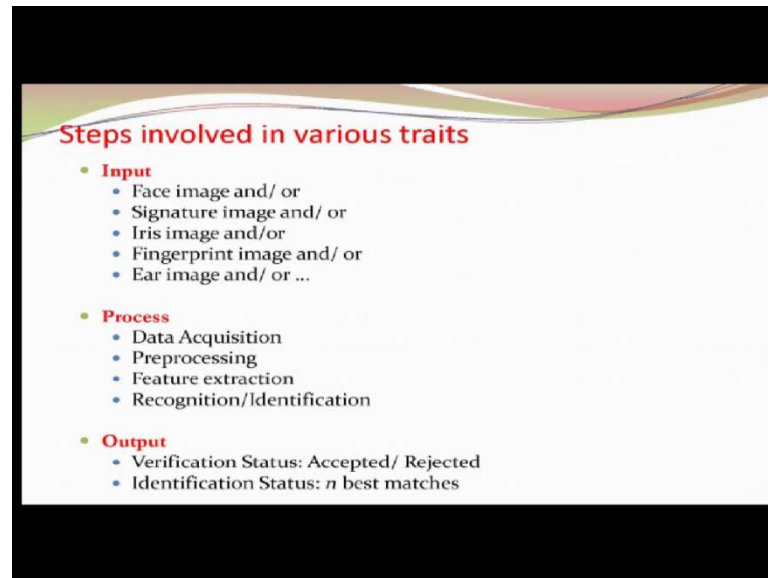 Steps involved in various traits
• Input
• Face image and/ or
• Signature image and/ or
• Iris image and/or
• Fingerprint image and/ or
• Ear image and/ or ...
• Process
• Data Acquisition
• Preprocessing
• Feature extraction
• Recognition/Identification
• Output
• Verification Status: Accepted/ Rejected
• Identification Status: n best matches